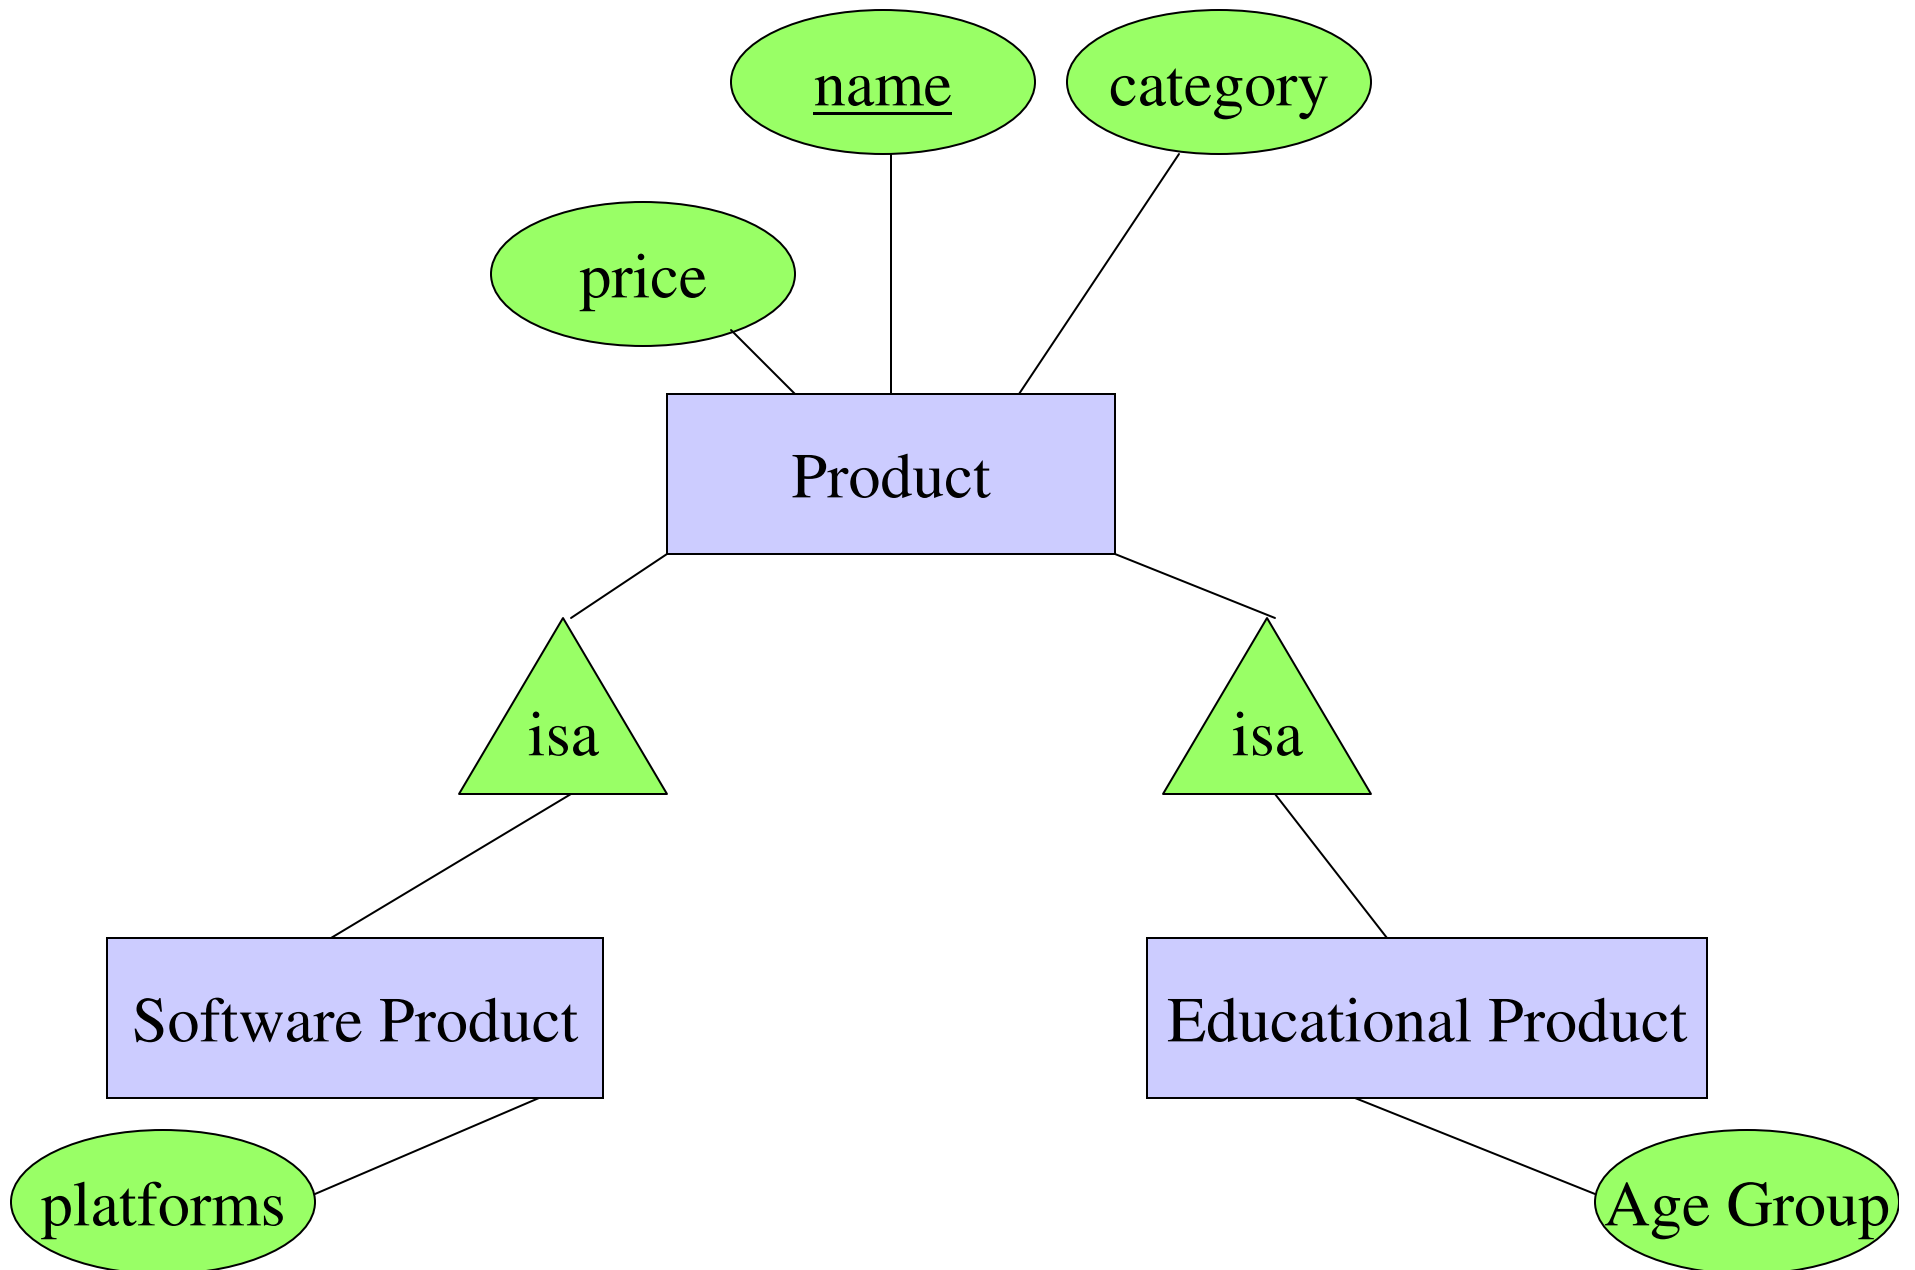 name
category
price
Product
isa
isa
Software Product
Educational Product
platforms
Age Group